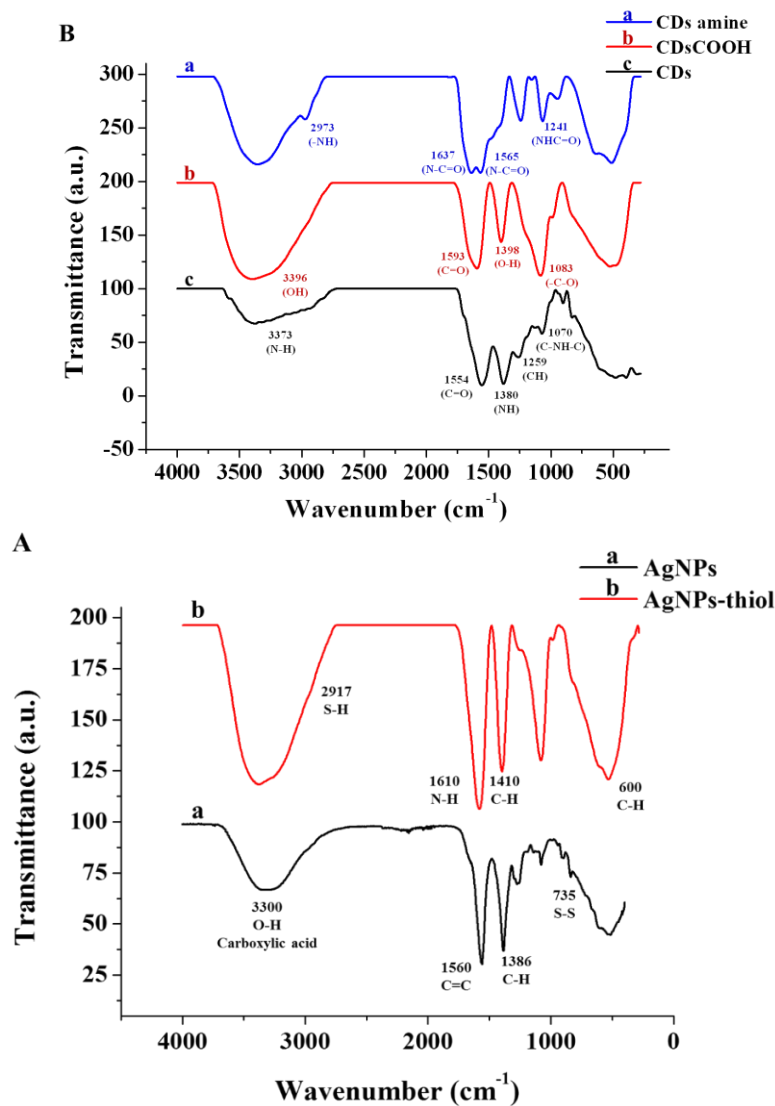 B
a CDs amine
b CDsCOOH
c CDs
Transmittance (a.u.)
300
250
200
150
100
50
0
-50
a
2973
(-NH)
1637
(N-C=O)
1565
(N-C=O)
1241
(NHC=O)
b
3396
(OH)
1593
(C=O)
1398
(O-H)
1083
(-C-O)
c
3373
(N-H)
1554
(C=O)
1380
(NH)
1259
(CH)
1070
(C-NH-C)
4000 3500 3000 2500 2000 1500 1000 500
Wavenumber (cm⁻¹)
A
a AgNPs
b AgNPs-thiol
Transmittance (a.u.)
200
175
150
125
100
75
50
25
b
2917
S-H
1610
N-H
1410
C-H
600
C-H
a
3300
O-H
Carboxylic acid
1560
C=C
1386
C-H
735
S-S
4000 3000 2000 1000 0
Wavenumber (cm⁻¹)